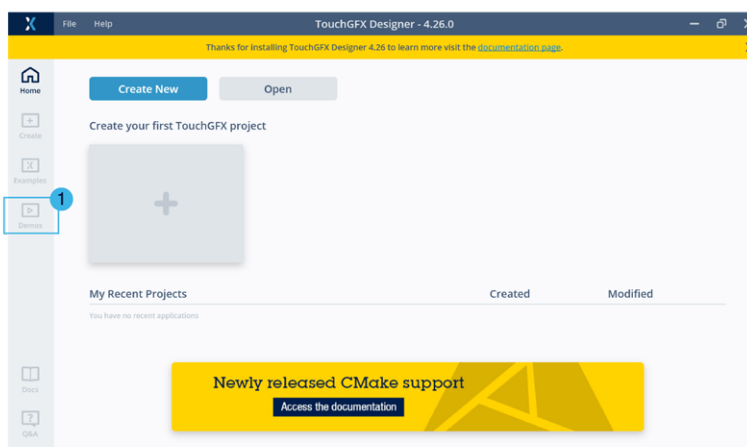 File Help TouchGFX Designer - 4.26.0
Thanks for installing TouchGFX Designer 4.26 to learn more visit the documentation page.
Home
Create New Open
Create
Create your first TouchGFX project
Examples
1
Demos
My Recent Projects Created Modified
You have no recent applications
Newly released CMake support
Access the documentation
Docs
Q&A